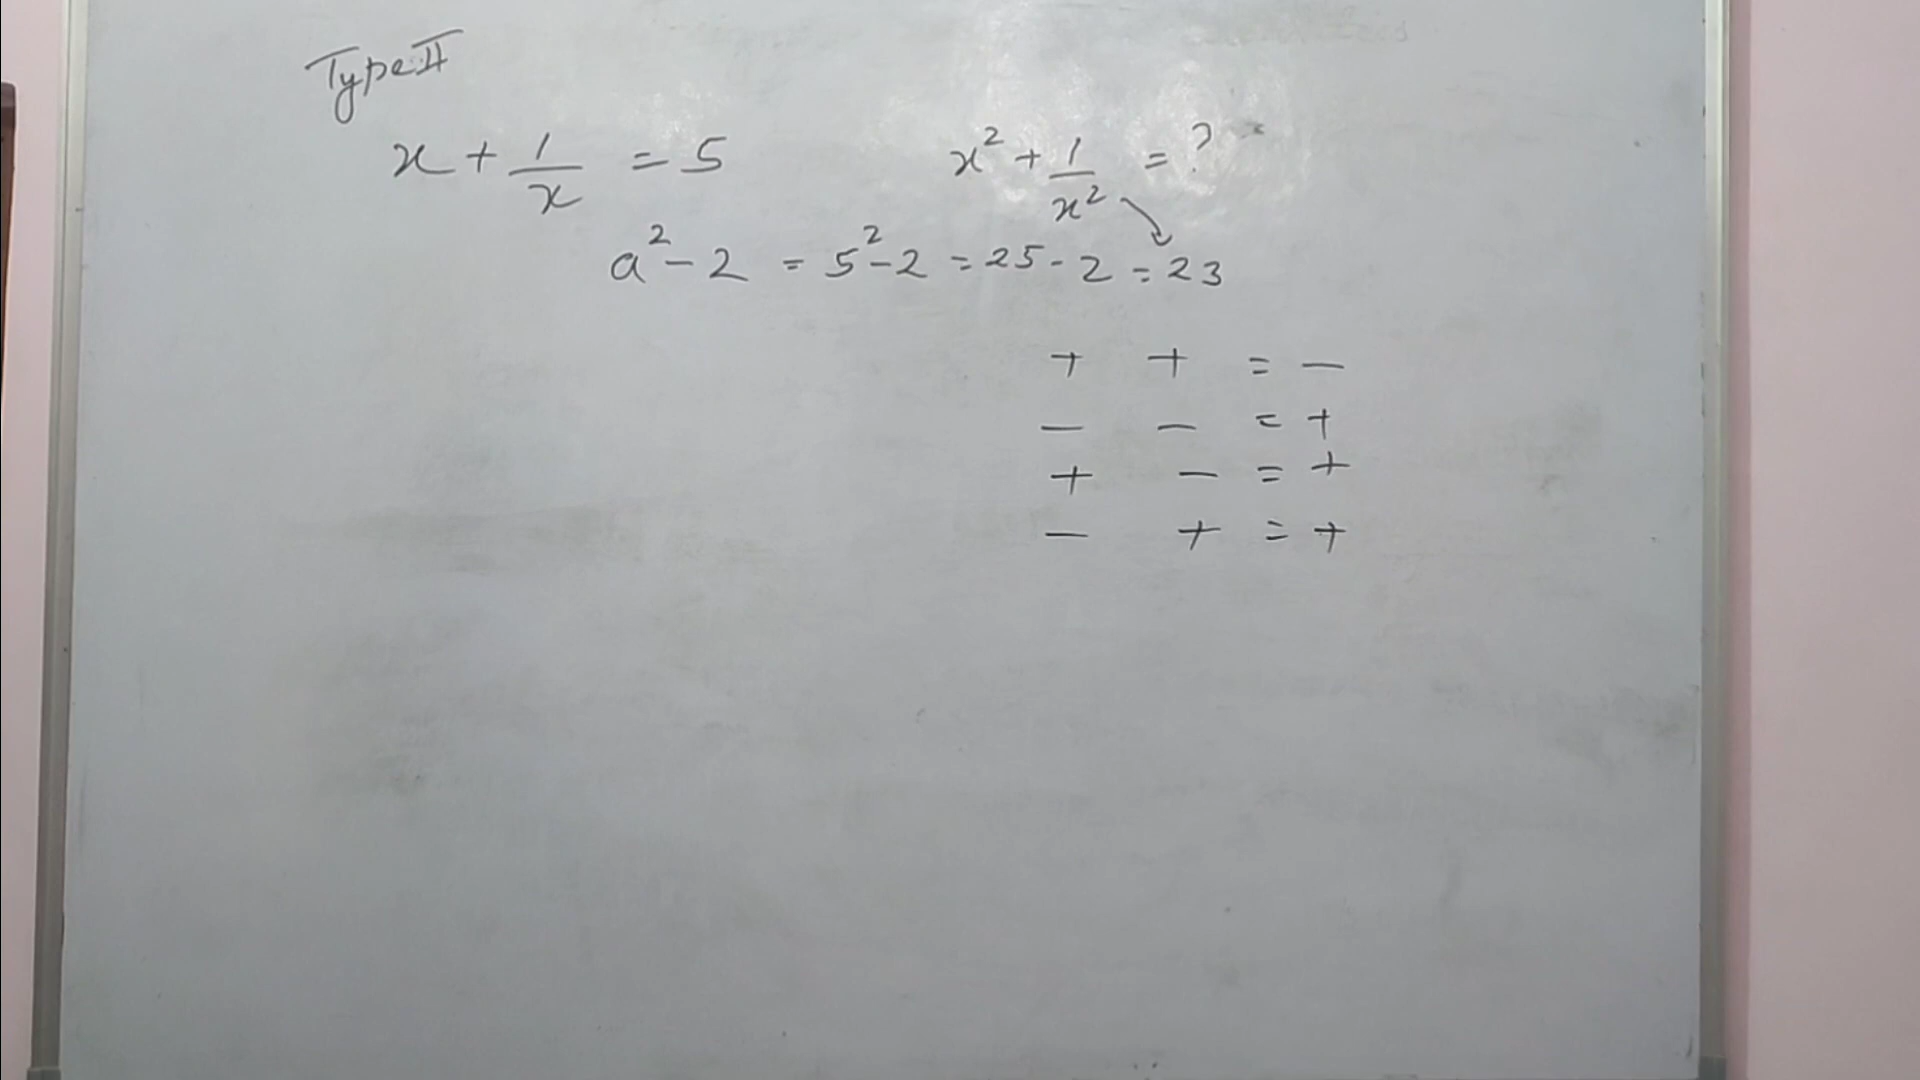 Type II
x + 1/x = 5    x² + 1/x² = ?
a² - 2 = 5² - 2 = 25 - 2 = 23
+ + = -
- - = +
+ - = +
- + = +